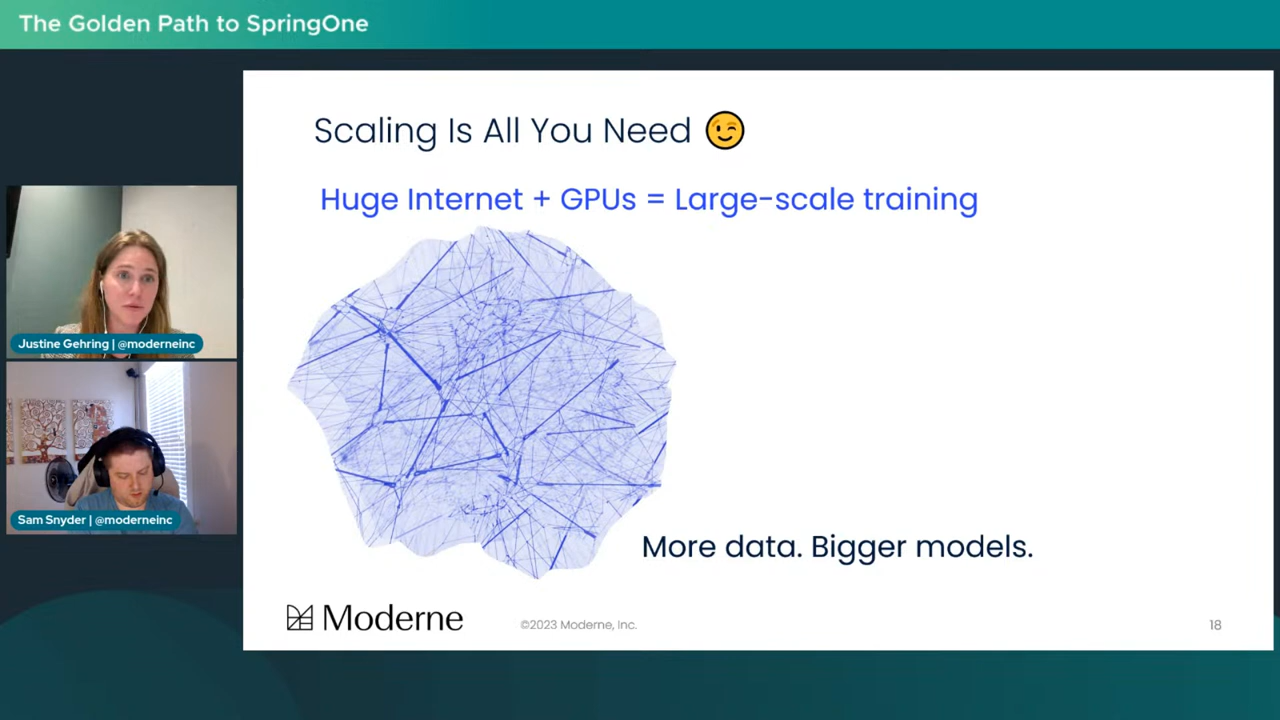 The Golden Path to SpringOne
Scaling Is All You Need 😉
Huge Internet + GPUs = Large-scale training
Justine Gehring | @moderneinc
Sam Snyder | @moderneinc
More data. Bigger models.
Moderne
©2023 Moderne, Inc.
18